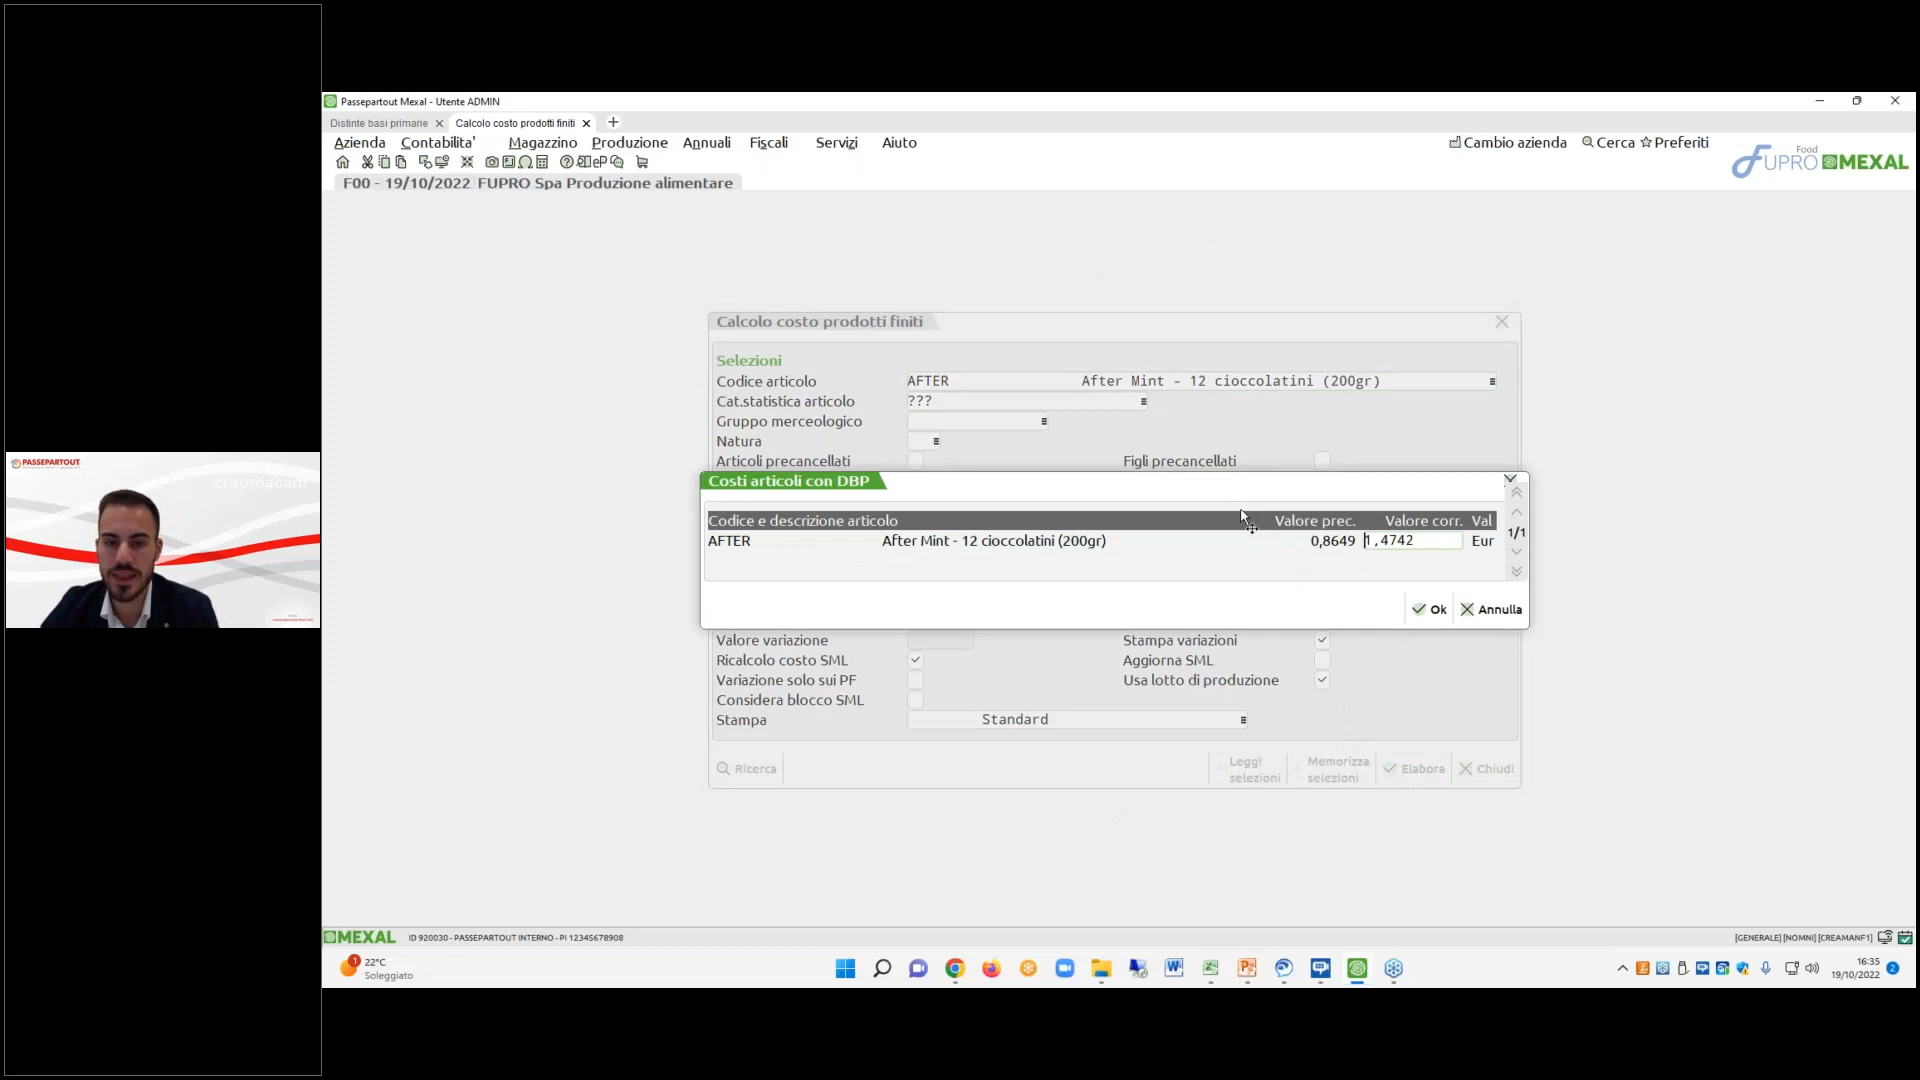 Passepartout Mexal - Utente ADMIN
Distinte basi primarie
Calcolo costo prodotti finiti
Azienda Contabilita' Magazzino Produzione Annuali Fiscali Servizi Aiuto
Cambio azienda Cerca Preferiti
Food
FUPRO MEXAL
F00 - 19/10/2022 FUPRO Spa Produzione alimentare
Calcolo costo prodotti finiti
Selezioni
Codice articolo AFTER After Mint - 12 cioccolatini (200gr)
Cat.statistica articolo ???
Gruppo merceologico
Natura
Articoli precancellati Figli precancellati
Costi articoli con DBP
Codice e descrizione articolo Valore prec. Valore corr. Val
AFTER After Mint - 12 cioccolatini (200gr) 0,8649 1,4742 Eur
1/1
Ok Annulla
Valore variazione Stampa variazioni
Ricalcolo costo SML Aggiorna SML
Variazione solo sui PF Usa lotto di produzione
Considera blocco SML
Stampa Standard
Ricerca
Leggi selezioni
Memorizza selezioni
Elabora
Chiudi
PASSEPARTOUT
chromacam
MEXAL ID 920030 - PASSEPARTOUT INTERNO - PI 12345678908
[GENERALE] [NOMNI] [CREAMANF1]
1
22°C
Soleggiato
16:35
19/10/2022
2